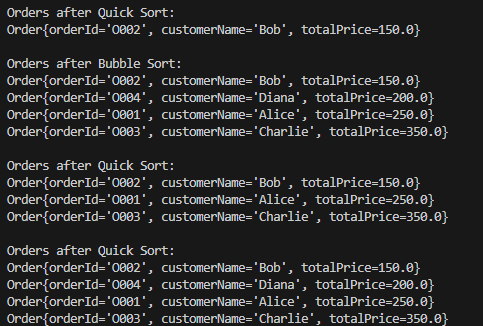 Orders after Quick Sort:
Order{orderId='O002', customerName='Bob', totalPrice=150.0}
Orders after Bubble Sort:
Order{orderId='O002', customerName='Bob', totalPrice=150.0}
Order{orderId='O004', customerName='Diana', totalPrice=200.0}
Order{orderId='O001', customerName='Alice', totalPrice=250.0}
Order{orderId='O003', customerName='Charlie', totalPrice=350.0}
Orders after Quick Sort:
Order{orderId='O002', customerName='Bob', totalPrice=150.0}
Order{orderId='O001', customerName='Alice', totalPrice=250.0}
Order{orderId='O003', customerName='Charlie', totalPrice=350.0}
Orders after Quick Sort:
Order{orderId='O002', customerName='Bob', totalPrice=150.0}
Order{orderId='O004', customerName='Diana', totalPrice=200.0}
Order{orderId='O001', customerName='Alice', totalPrice=250.0}
Order{orderId='O003', customerName='Charlie', totalPrice=350.0}